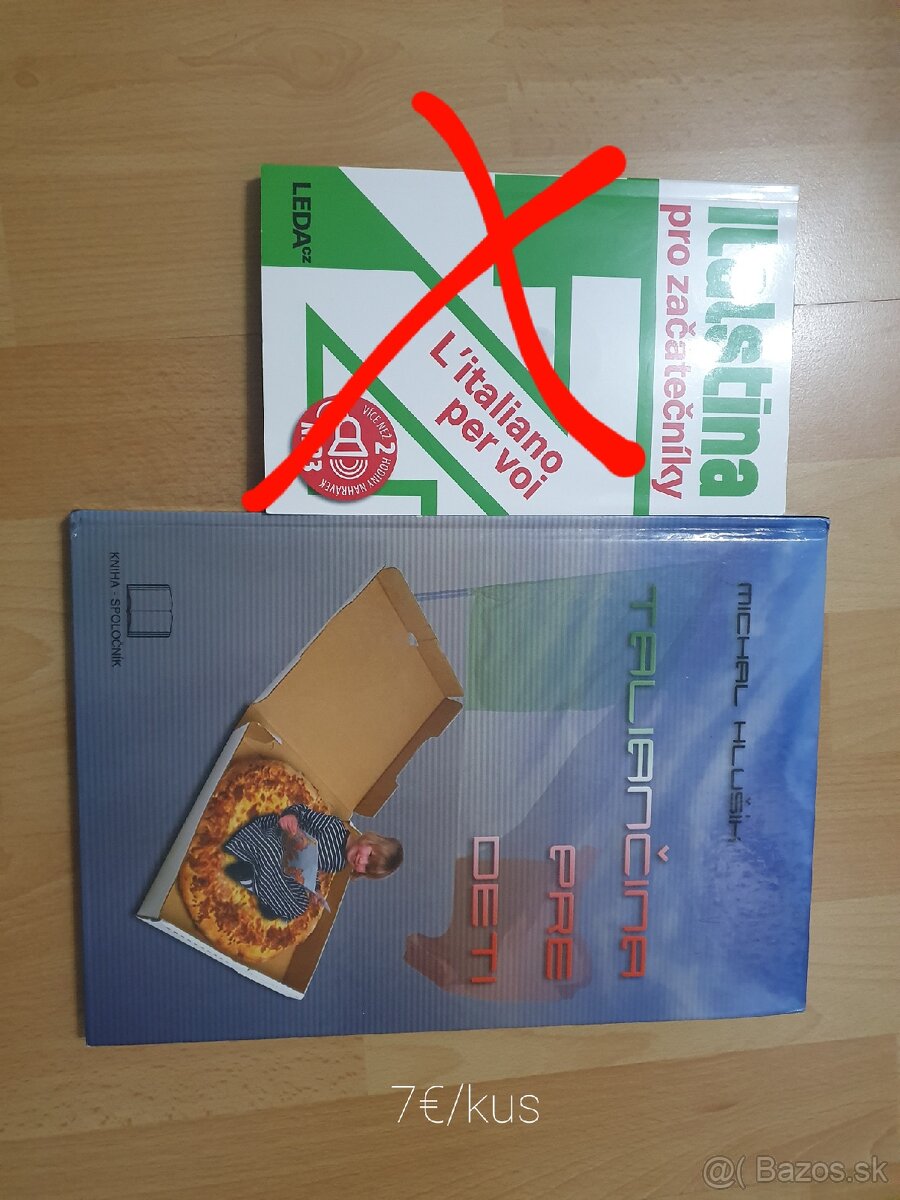 Italština
pro začátečníky
L'italiano
per voi
VÍCE NEŽ 2 HODINY NAHRÁVEK
LEDA cz
MICHAL HLUŠÍK
TALIANČINA
PRE
DETI
KNIHA - SPOLOČNÍK
7€/kus
@( Bazos.sk